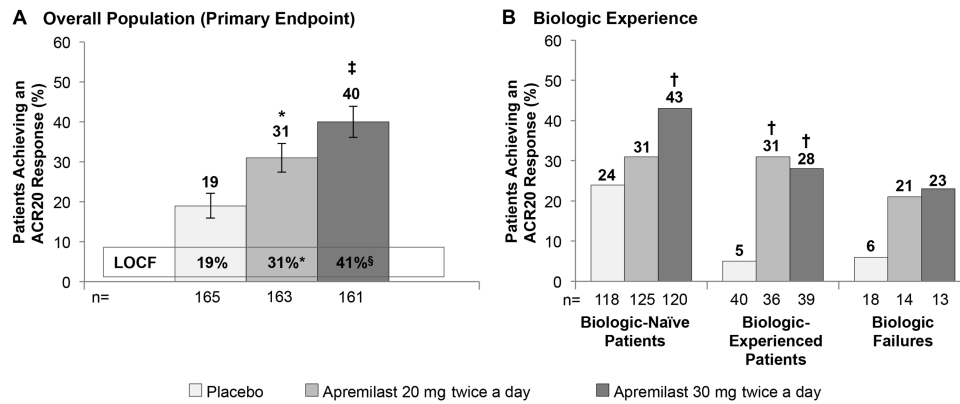 A Overall Population (Primary Endpoint)
Patients Achieving an
ACR20 Response (%)
60
50
40
30
20
10
0
19
*
31
‡
40
LOCF 19% 31%* 41%§
n= 165 163 161
B Biologic Experience
Patients Achieving an
ACR20 Response (%)
60
50
40
30
20
10
0
24
31
†
43
5
†
31
†
28
6
21
23
n= 118 125 120 40 36 39 18 14 13
Biologic-Naïve
Patients
Biologic-
Experienced
Patients
Biologic
Failures
Placebo Apremilast 20 mg twice a day Apremilast 30 mg twice a day